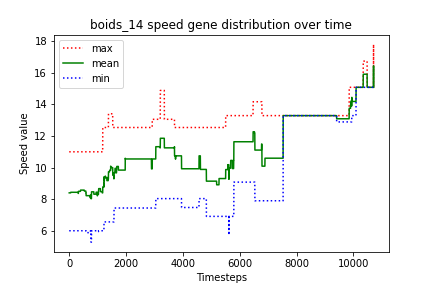 boids_14 speed gene distribution over time
18
16
14
12
10
8
6
Speed value
max
mean
min
0
2000
4000
6000
8000
10000
Timesteps